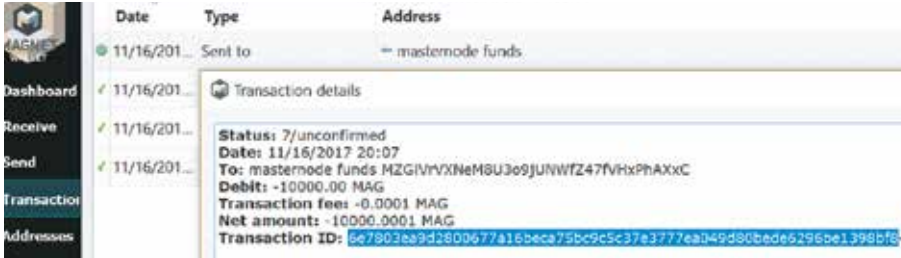 Date Type Address
MAGNET
11/16/201... Sent to masternode funds
Dashboard 11/16/201... Transaction details
Receive 11/16/201...
Status: 7/unconfirmed
Date: 11/16/2017 20:07
Send 11/16/201...
To: masternode funds
Debit: -10000.00 MAG
Transaction Transaction fee: -0.0001 MAG
Net amount: -10000.0001 MAG
Addresses Transaction ID: